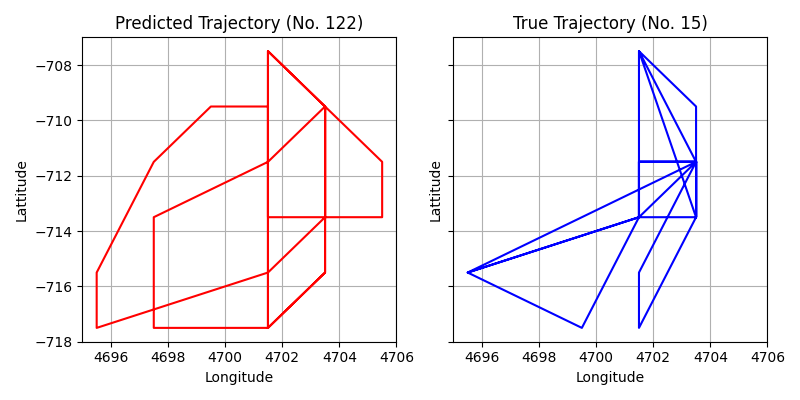 Predicted Trajectory (No. 122)
True Trajectory (No. 15)
−708
−710
−712
−714
−716
−718
Lattitude
Lattitude
4696 4698 4700 4702 4704 4706
4696 4698 4700 4702 4704 4706
Longitude
Longitude